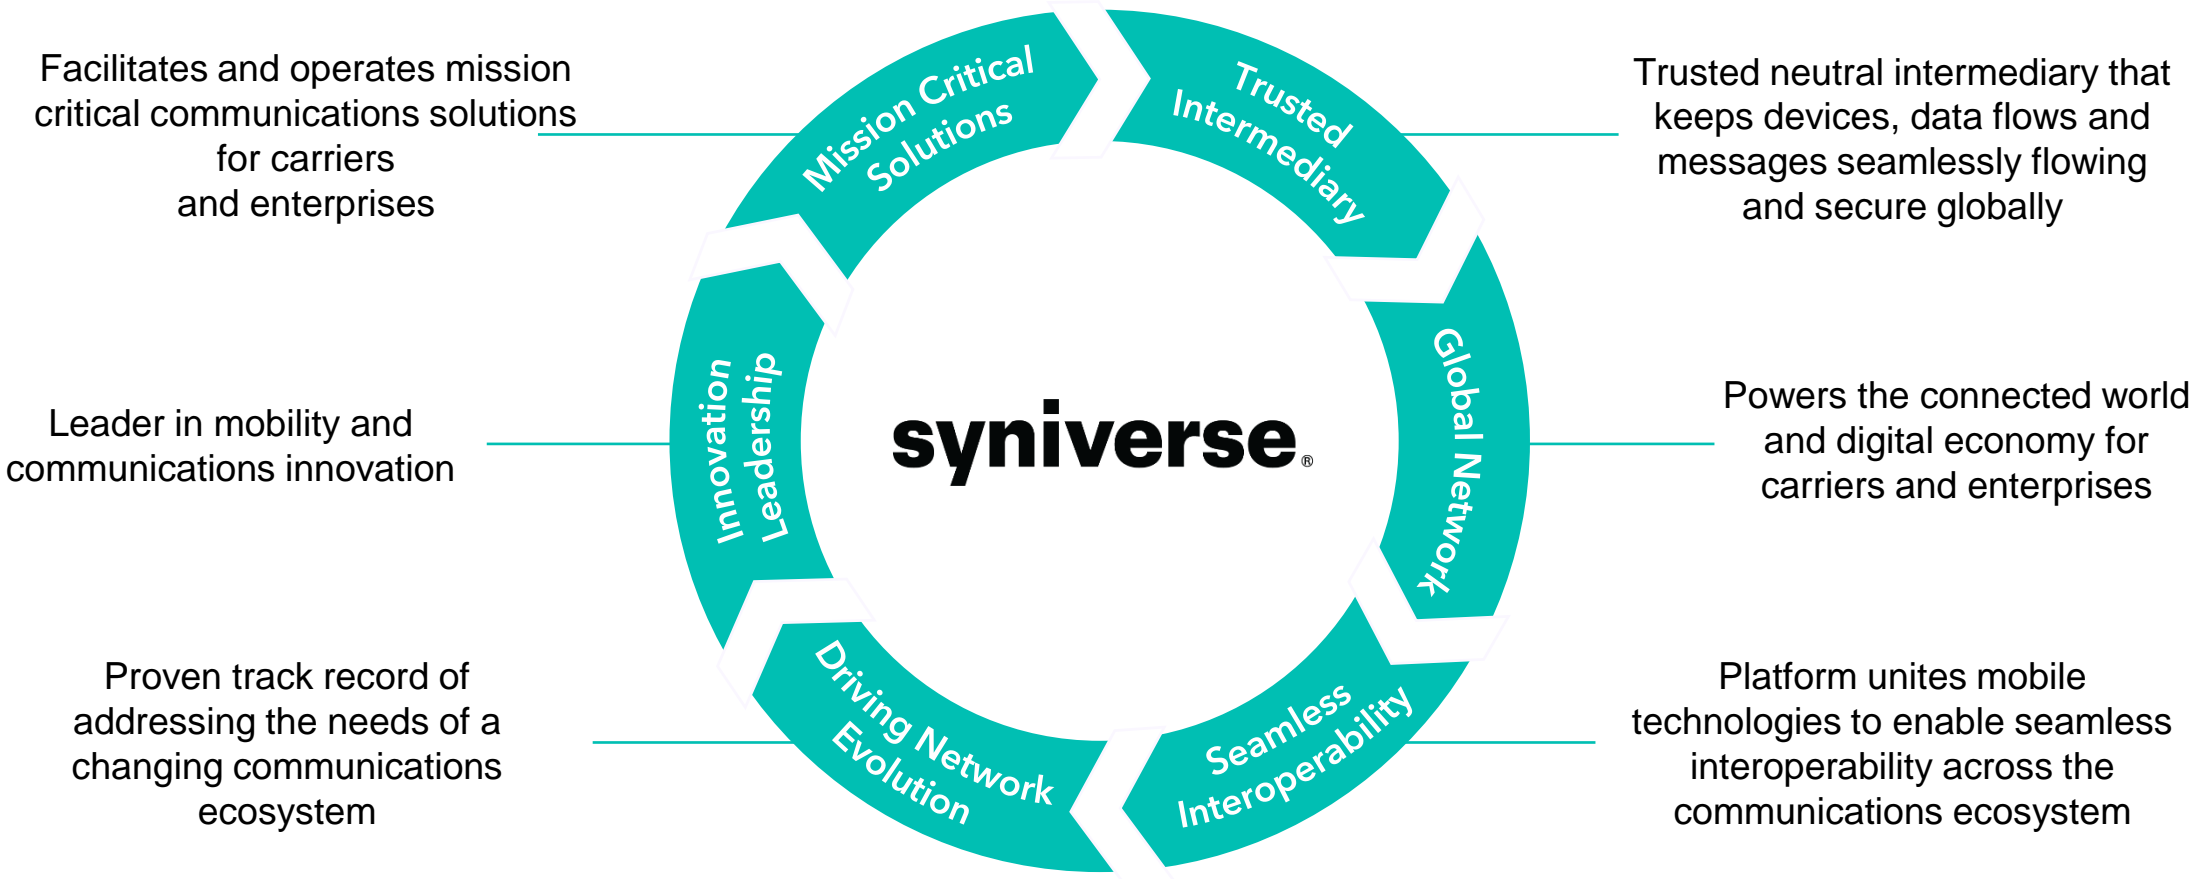 Facilitates and operates mission
critical communications solutions
for carriers
and enterprises
Mission Critical
Solutions
Trusted
Intermediary
Trusted neutral intermediary that
keeps devices, data flows and
messages seamlessly flowing
and secure globally
Leader in mobility and
communications innovation
Innovation
Leadership
syniverse®
Global Network
Powers the connected world
and digital economy for
carriers and enterprises
Proven track record of
addressing the needs of a
changing communications
ecosystem
Driving Network
Evolution
Seamless
Interoperability
Platform unites mobile
technologies to enable seamless
interoperability across the
communications ecosystem